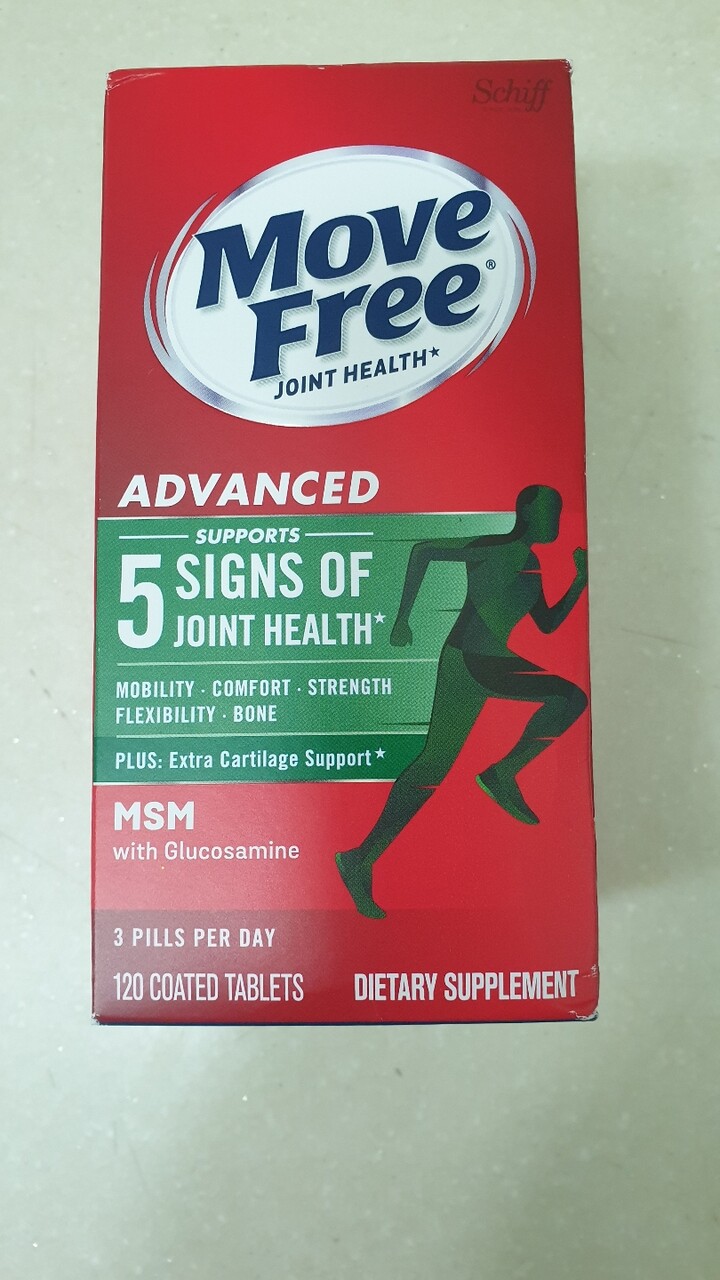 Schiff
Move
Free®
JOINT HEALTH★
ADVANCED
SUPPORTS
5 SIGNS OF
JOINT HEALTH★
MOBILITY · COMFORT · STRENGTH
FLEXIBILITY · BONE
PLUS: Extra Cartilage Support★
MSM
with Glucosamine
3 PILLS PER DAY
120 COATED TABLETS DIETARY SUPPLEMENT